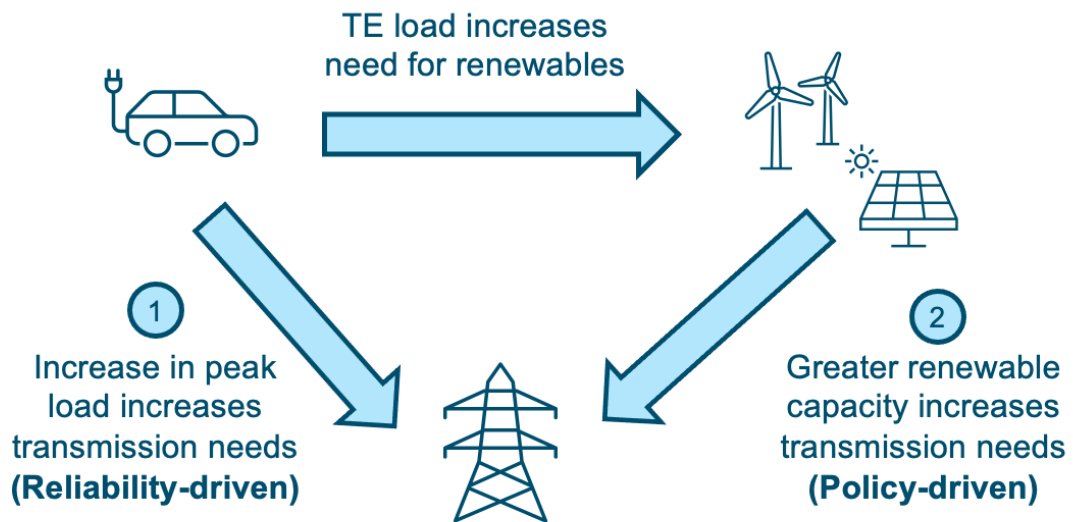 TE load increases
need for renewables
1
Increase in peak
load increases
transmission needs
(Reliability-driven)
2
Greater renewable
capacity increases
transmission needs
(Policy-driven)